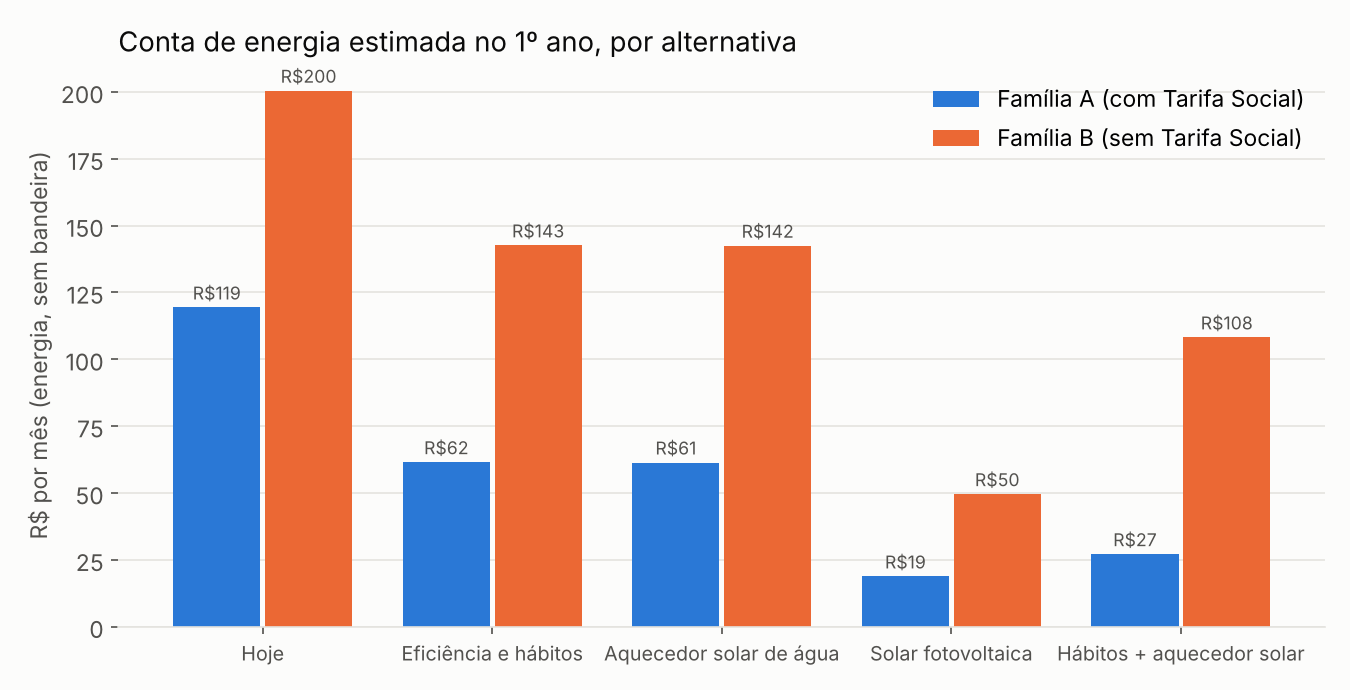 Conta de energia estimada no 1º ano, por alternativa
R$ por mês (energia, sem bandeira)
200
175
150
125
100
75
50
25
0
Família A (com Tarifa Social)
Família B (sem Tarifa Social)
R$119
R$200
R$62
R$143
R$61
R$142
R$19
R$50
R$27
R$108
Hoje
Eficiência e hábitos
Aquecedor solar de água
Solar fotovoltaica
Hábitos + aquecedor solar